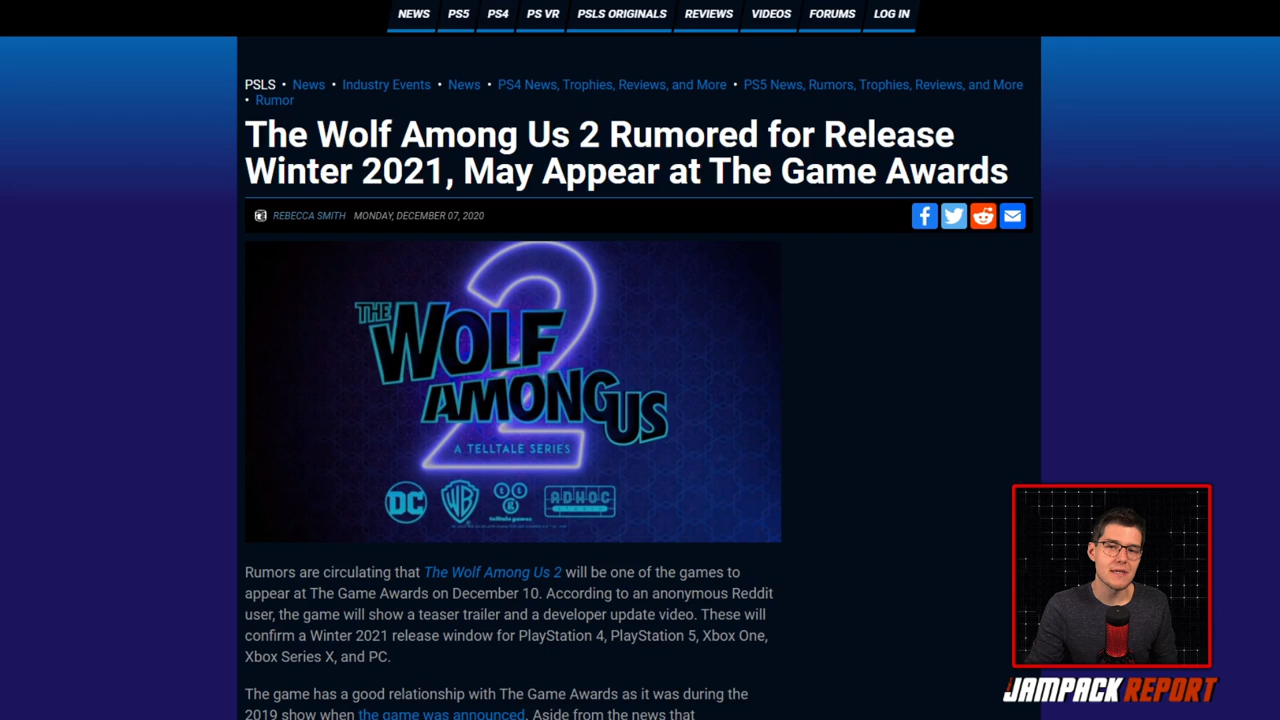 NEWS PS5 PS4 PS VR PSLS ORIGINALS REVIEWS VIDEOS FORUMS LOG IN
PSLS • News • Industry Events • News • PS4 News, Trophies, Reviews, and More • PS5 News, Rumors, Trophies, Reviews, and More
• Rumor
The Wolf Among Us 2 Rumored for Release
Winter 2021, May Appear at The Game Awards
REBECCA SMITH MONDAY, DECEMBER 07, 2020
2
THE
WOLF
AMONG US
A TELLTALE SERIES
DC WB ttg ADHOC
telltale games STUDIO
Rumors are circulating that The Wolf Among Us 2 will be one of the games to
appear at The Game Awards on December 10. According to an anonymous Reddit
user, the game will show a teaser trailer and a developer update video. These will
confirm a Winter 2021 release window for PlayStation 4, PlayStation 5, Xbox One,
Xbox Series X, and PC.
The game has a good relationship with The Game Awards as it was during the
2019 show when the game was announced. Aside from the news that
JAMPACK REPORT